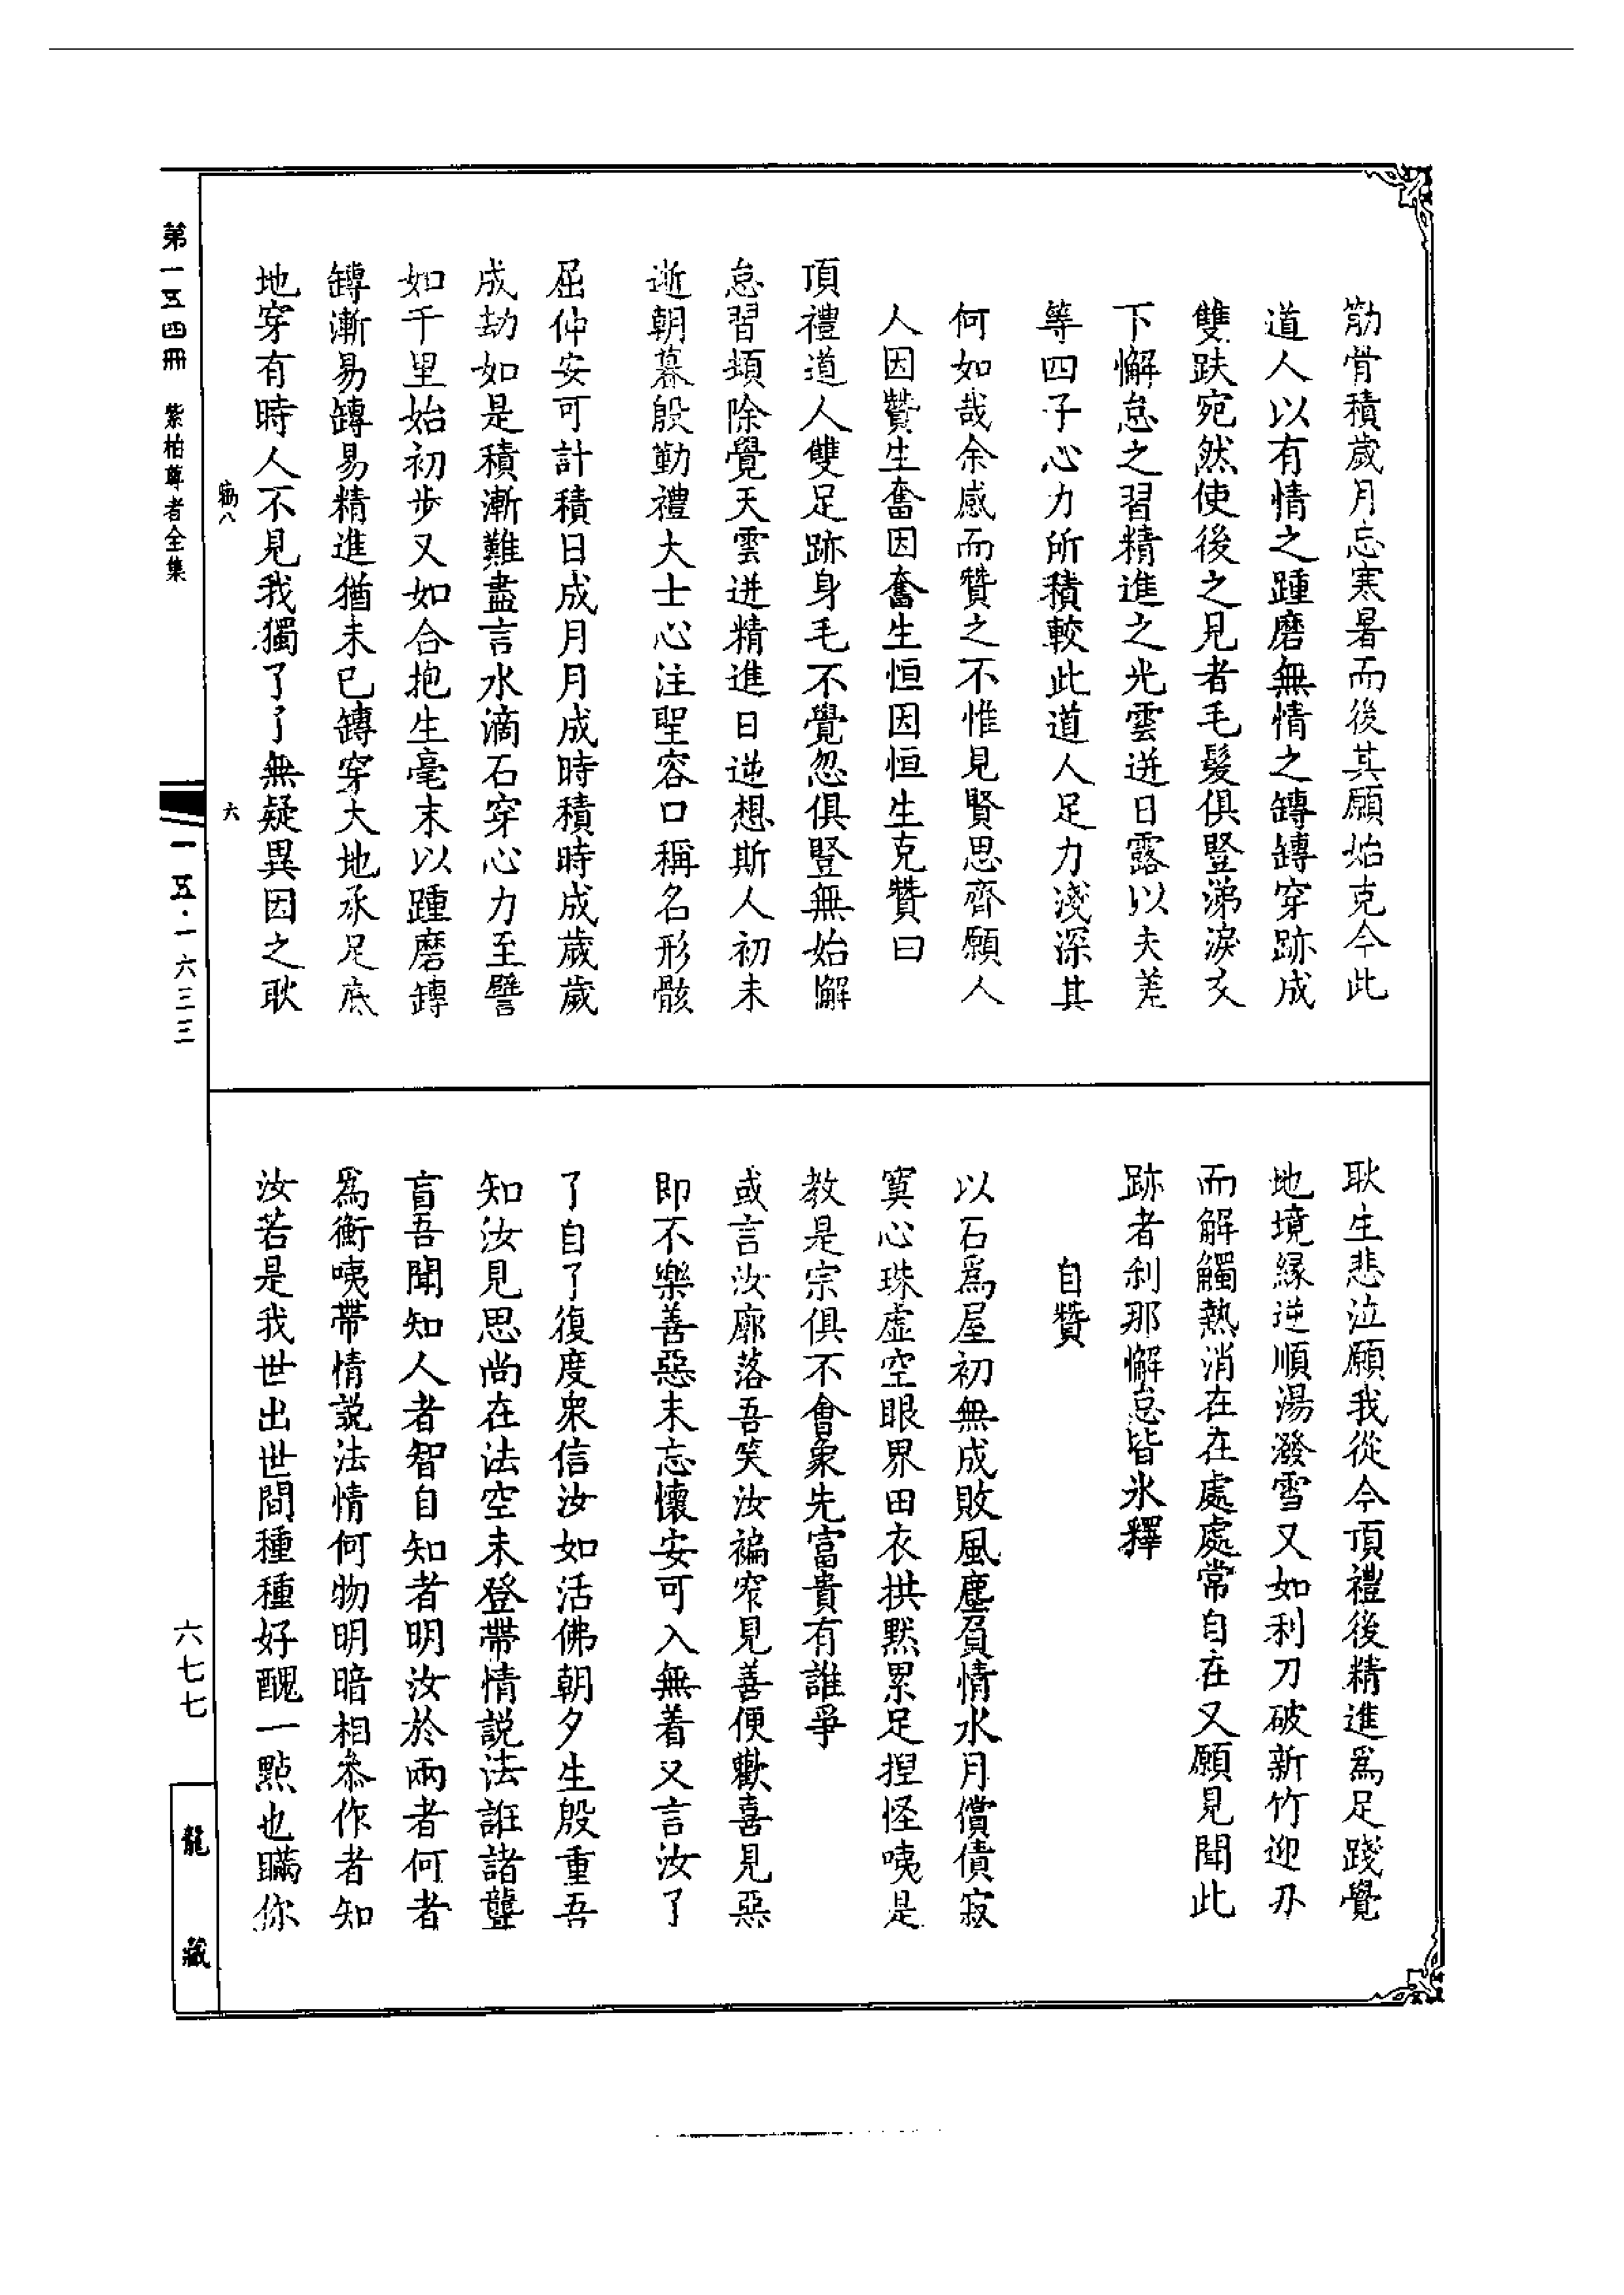 筋骨積歲月忘寒暑而後其願始克今此
道人以有情之踵磨無情之磚磚穿跡成
雙趺宛然使後之見者毛髮俱豎涕淚交
下懈怠之習精進之光雲迸日露以夫差
等四子心力所積較此道人足力淺深其
何如哉余感而贊之不惟見賢思齊願人
人因贊生奮因奮生恒因恒生克贊曰
頂禮道人雙足跡身毛不覺忽俱豎無始懈
怠習頓除覺天雲迸精進日逆想斯人初未
逝朝暮殷勤禮大士心注聖容口稱名形骸
屈伸安可計積日成月月成時積時成歲歲
成劫如是積漸難盡言水滴石穿心力至譬
如千里始初步又如合抱生毫末以踵磨磚
磚漸易磚易精進猶未已磚穿大地承足底
地穿有時人不見我獨了了無疑異因之耿
耿生悲泣願我從今頂禮後精進爲足踐覺
地境緣逆順湯潑雪又如利刀破新竹迎刃
而解觸熱消在在處處常自在又願見聞此
跡者剎那懈怠皆氷釋
自贊
以石爲屋初無成敗風塵負情水月償債寂
寞心珠虛空眼界田衣拱默累足捏怪咦是
教是宗俱不會象先富貴有誰爭
或言汝廓落吾笑汝褊窄見善便歡喜見惡
即不樂善惡未忘懷安可入無着又言汝了
了自了復度衆信汝如活佛朝夕生殷重吾
知汝見思尚在法空未登帶情說法誑諸聾
盲吾聞知人者智自知者明汝於兩者何者
爲衡咦帶情說法情何物明暗相叅作者知
汝若是我世出世間種種好醜一點也瞞你
第一五四冊 紫柏尊者全集
八
六
一五·一六三三
六七七
龍藏